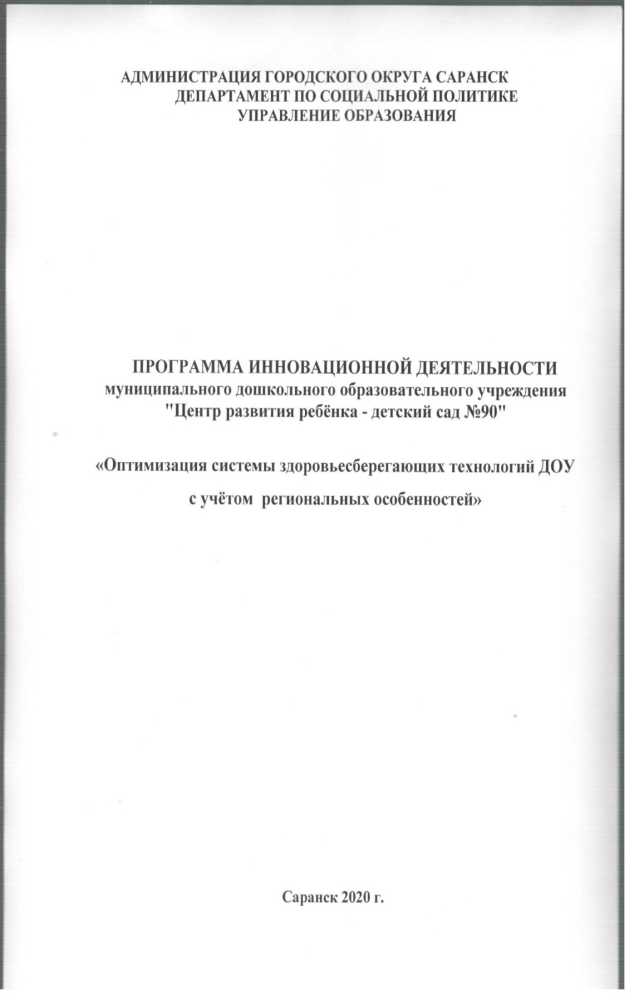 АДМИНИСТРАЦИЯ ГОРОДСКОГО ОКРУГА САРАНСК
ДЕПАРТАМЕНТ ПО СОЦИАЛЬНОЙ ПОЛИТИКЕ
УПРАВЛЕНИЕ ОБРАЗОВАНИЯ
ПРОГРАММА ИННОВАЦИОННОЙ ДЕЯТЕЛЬНОСТИ
муниципального дошкольного образовательного учреждения
"Центр развития ребёнка - детский сад №90"
«Оптимизация системы здоровьесберегающих технологий ДОУ
с учётом  региональных особенностей»
Саранск 2020 г.